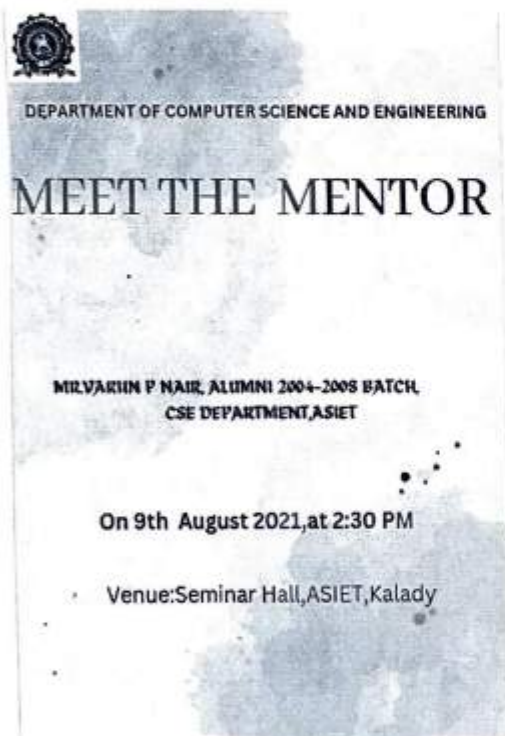 DEPARTMENT OF COMPUTER SCIENCE AND ENGINEERING
MEET THE MENTOR
MR.VARUN P NAIR, ALUMNI 2004-2008 BATCH,
CSE DEPARTMENT,ASIET
On 9th August 2021,at 2:30 PM
Venue:Seminar Hall,ASIET,Kalady